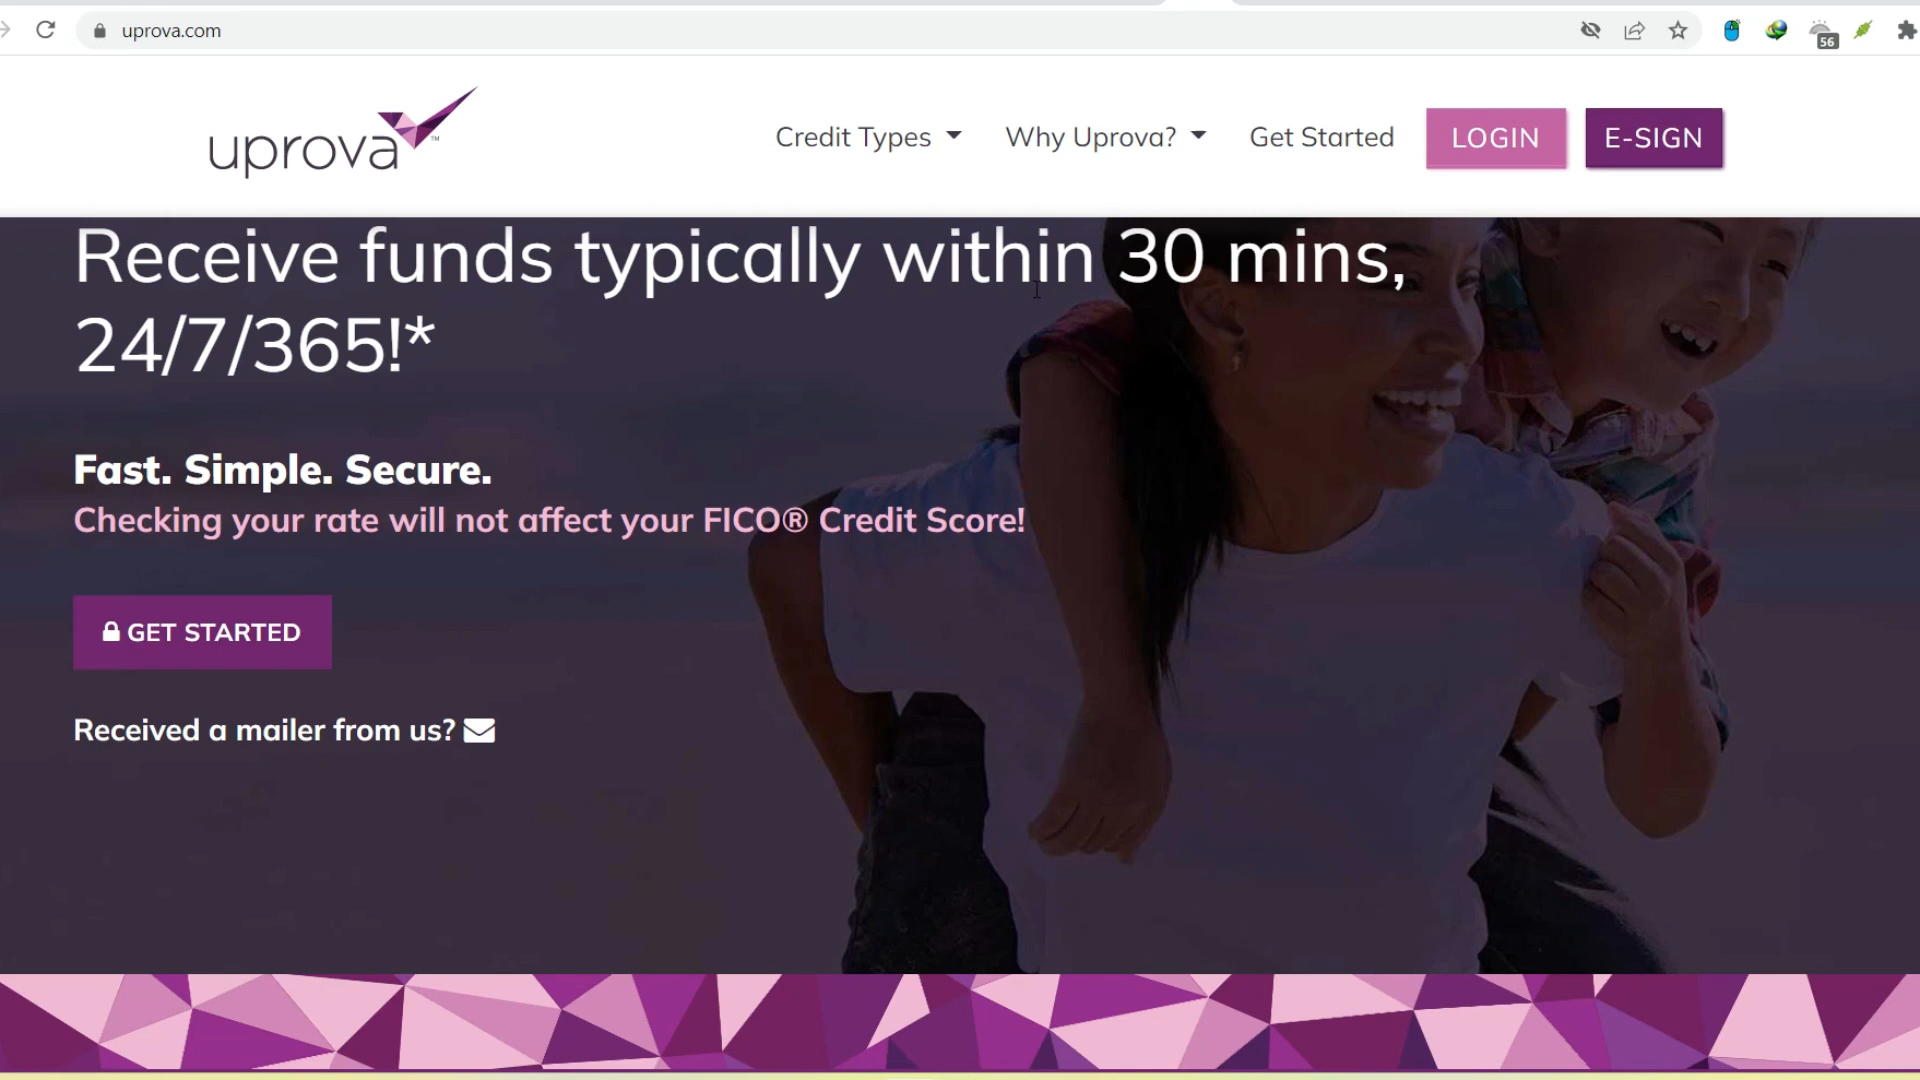 uprova.com
56
uprova™
Credit Types
Why Uprova?
Get Started
LOGIN
E-SIGN
Receive funds typically within 30 mins,
24/7/365!*
Fast. Simple. Secure.
Checking your rate will not affect your FICO® Credit Score!
GET STARTED
Received a mailer from us?